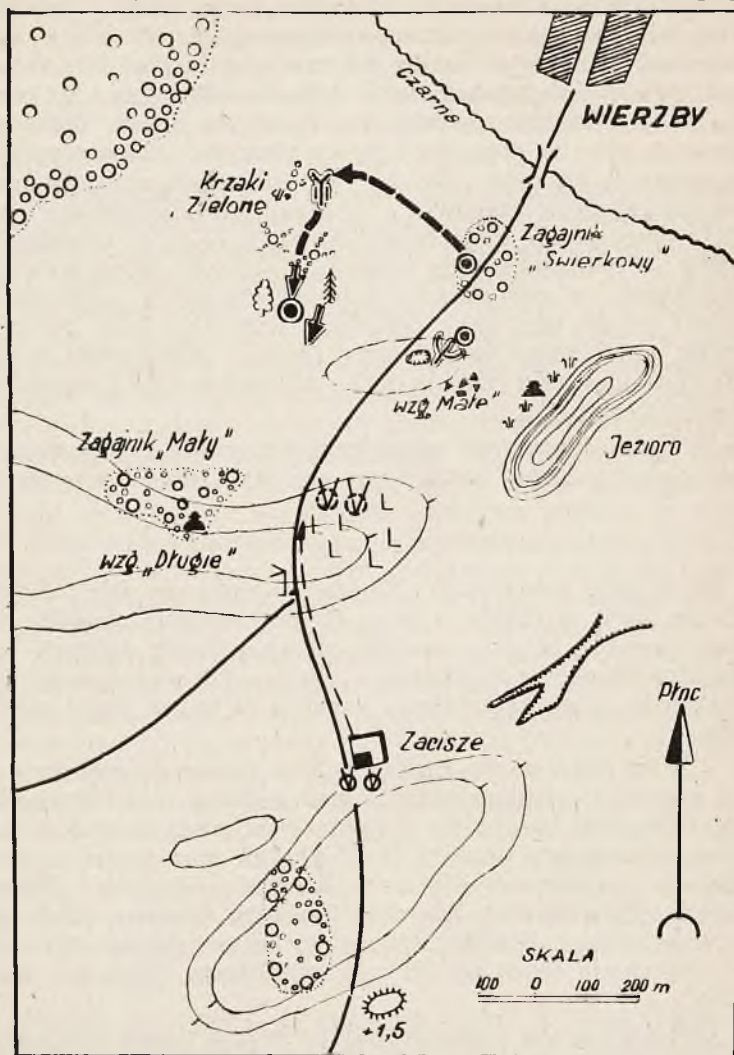 Czarna
WIERZBY
Krzaki
Zielone
Zagajnik
„Swierkowy"
wzg „Małe"
Jezioro
Zagajnik „Mały"
wzg „Długie"
L
L
L
L
L
Płnc
Zacisze
SKALA
100 0 100 200 m
+1,5